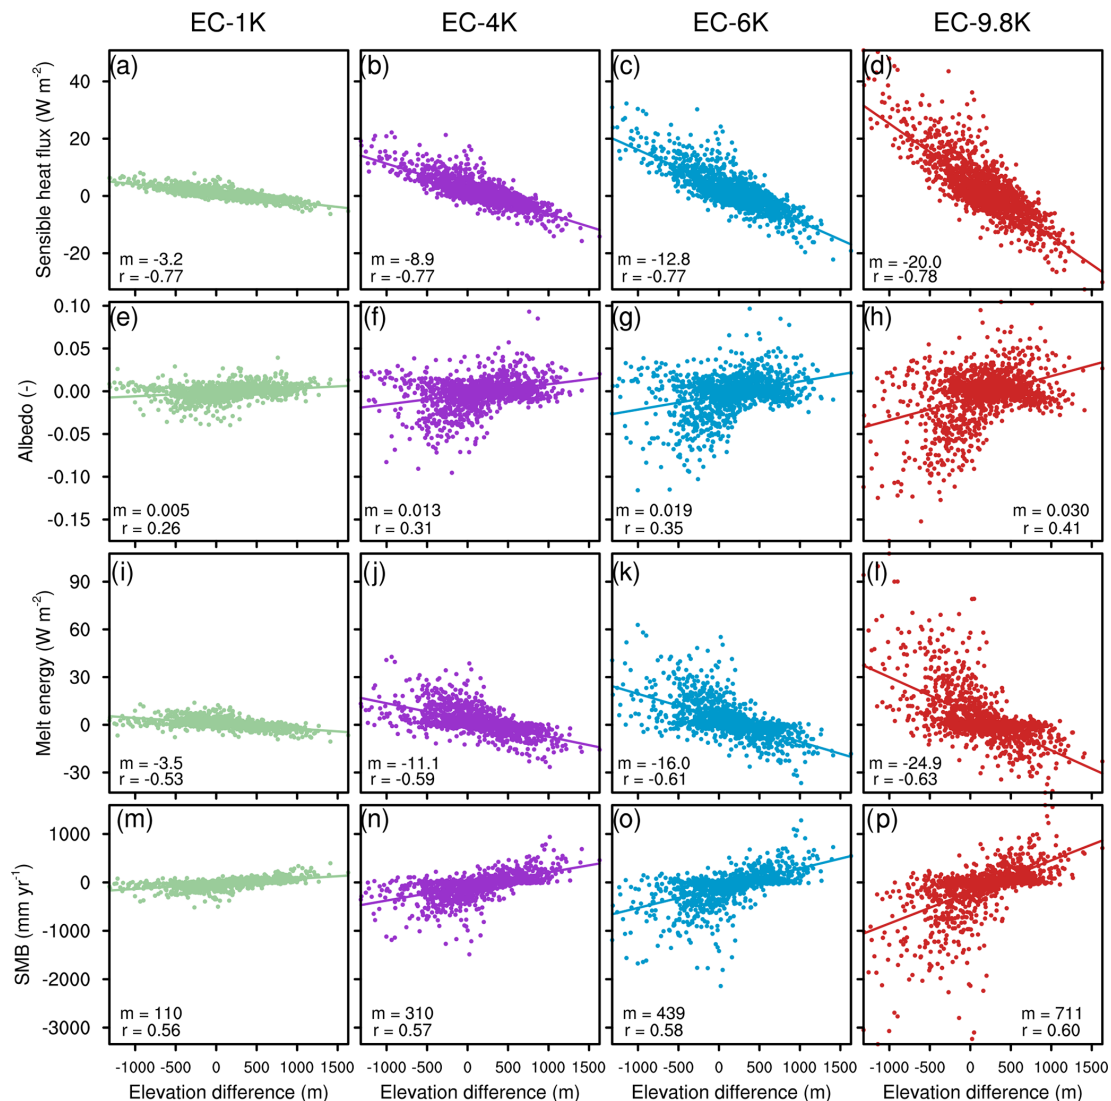 EC-1K EC-4K EC-6K EC-9.8K
Sensible heat flux (W m⁻²)
40
20
0
-20
(a) (b) (c) (d)
m = -3.2 m = -8.9 m = -12.8 m = -20.0
r = -0.77 r = -0.77 r = -0.77 r = -0.78
Albedo (-)
0.10
0.05
0.00
-0.05
-0.10
-0.15
(e) (f) (g) (h)
m = 0.005 m = 0.013 m = 0.019 m = 0.030
r = 0.26 r = 0.31 r = 0.35 r = 0.41
Melt energy (W m⁻²)
90
60
30
0
-30
(i) (j) (k) (l)
m = -3.5 m = -11.1 m = -16.0 m = -24.9
r = -0.53 r = -0.59 r = -0.61 r = -0.63
SMB (mm yr⁻¹)
1000
0
-1000
-2000
-3000
(m) (n) (o) (p)
m = 110 m = 310 m = 439 m = 711
r = 0.56 r = 0.57 r = 0.58 r = 0.60
-1000 -500 0 500 1000 1500 -1000 -500 0 500 1000 1500 -1000 -500 0 500 1000 1500 -1000 -500 0 500 1000 1500
Elevation difference (m) Elevation difference (m) Elevation difference (m) Elevation difference (m)